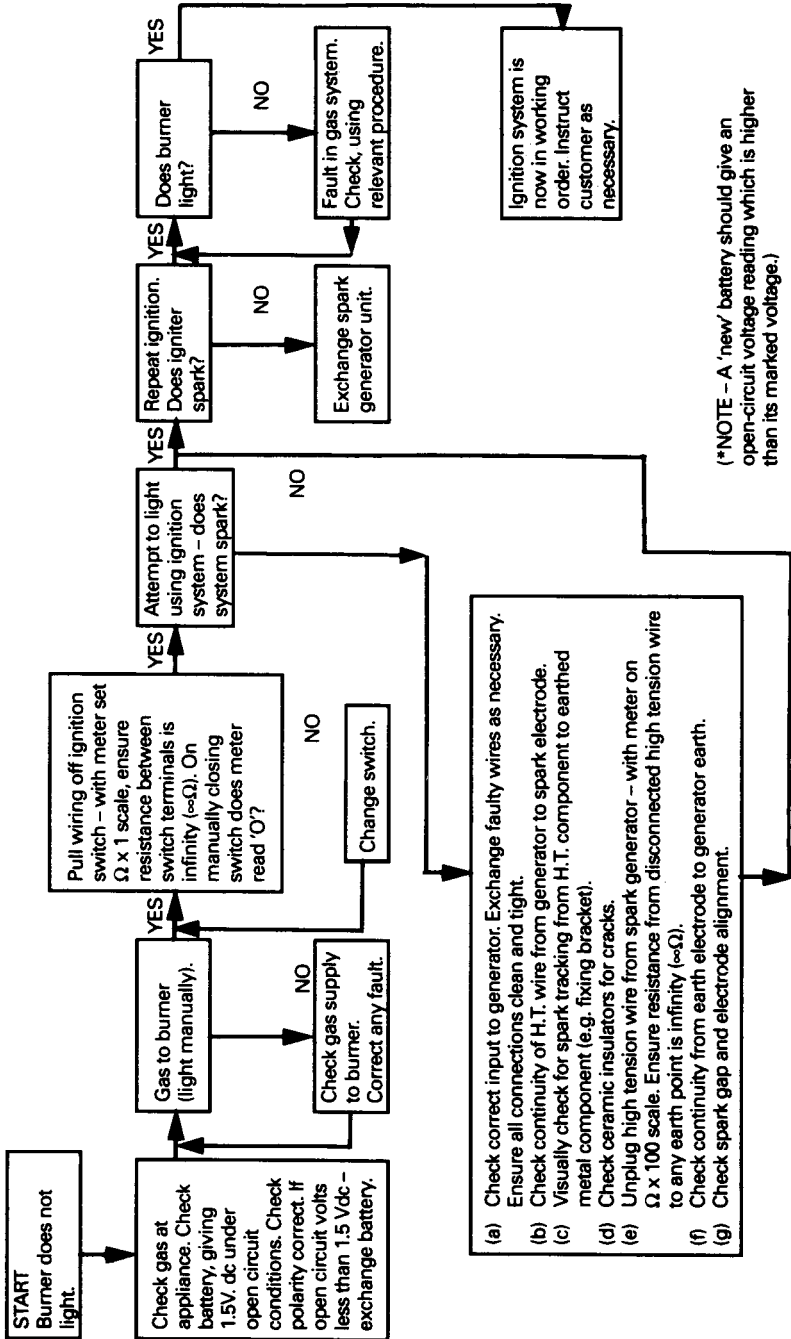 START
Burner does not
light.
Check gas at
appliance. Check
battery, giving
1.5V. dc under
open circuit
conditions. Check
polarity correct. If
open circuit volts
less than 1.5 Vdc –
exchange battery.
Gas to burner
(light manually).
NO
Check gas supply
to burner.
Correct any fault.
YES
Pull wiring off ignition
switch – with meter set
Ω x 1 scale, ensure
resistance between
switch terminals is
infinity (∞Ω). On
manually closing
switch does meter
read 'O'?
NO
Change switch.
YES
Attempt to light
using ignition
system – does
system spark?
NO
YES
Repeat ignition.
Does igniter
spark?
NO
Exchange spark
generator unit.
YES
Does burner
light?
NO
Fault in gas system.
Check, using
relevant procedure.
YES
Ignition system is
now in working
order. Instruct
customer as
necessary.
(a) Check correct input to generator. Exchange faulty wires as necessary.
Ensure all connections clean and tight.
(b) Check continuity of H.T. wire from generator to spark electrode.
(c) Visually check for spark tracking from H.T. component to earthed
metal component (e.g. fixing bracket).
(d) Check ceramic insulators for cracks.
(e) Unplug high tension wire from spark generator – with meter on
Ω x 100 scale. Ensure resistance from disconnected high tension wire
to any earth point is infinity (∞Ω).
(f) Check continuity from earth electrode to generator earth.
(g) Check spark gap and electrode alignment.
(*NOTE – A 'new' battery should give an
open-circuit voltage reading which is higher
than its marked voltage.)